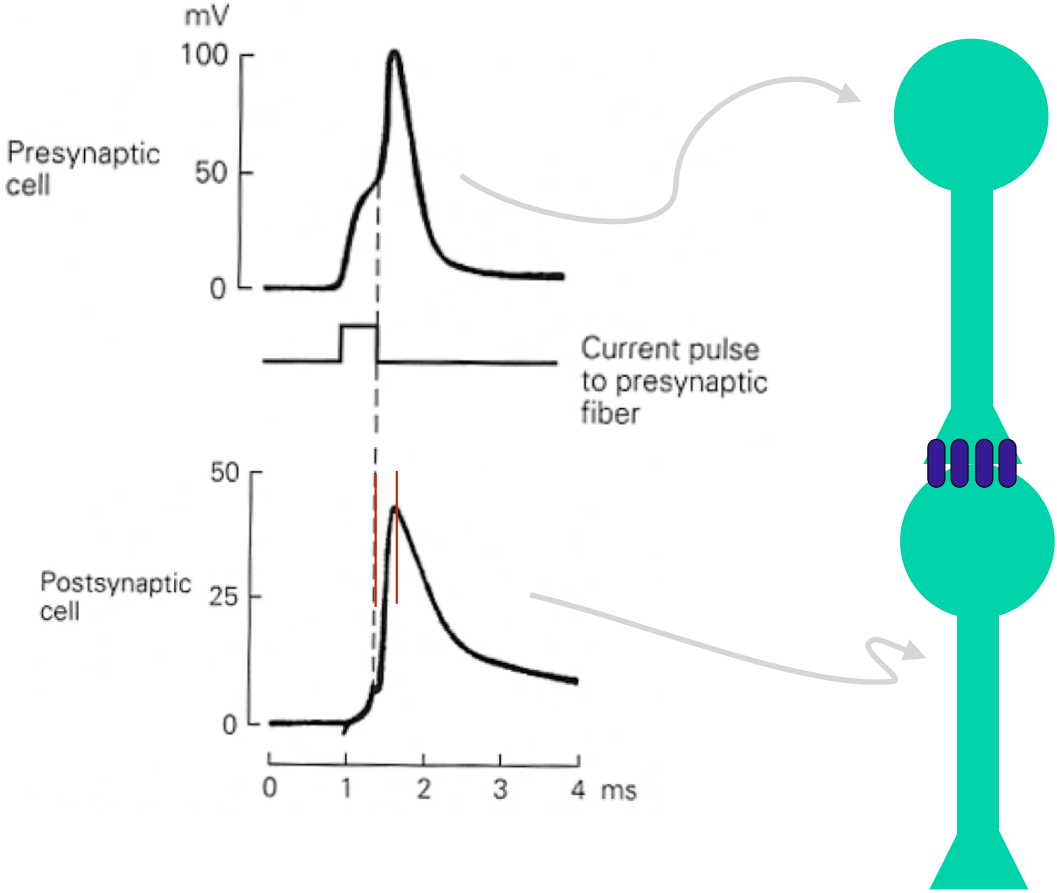 mV
100
Presynaptic
cell
50
0
Current pulse
to presynaptic
fiber
50
Postsynaptic
cell
25
0
0 1 2 3 4 ms